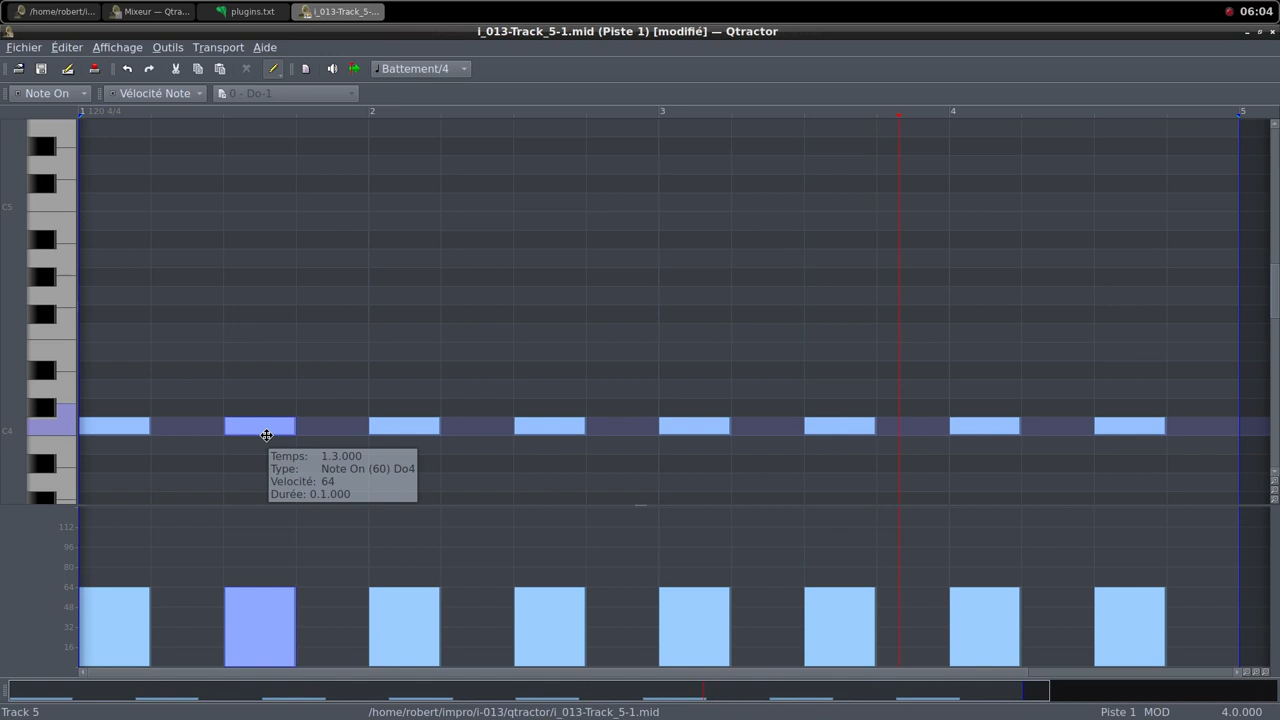 /home/robert/i...
Mixeur — Qtra...
plugins.txt
i_013-Track_5-...
06:04
i_013-Track_5-1.mid (Piste 1) [modifié] — Qtractor
Fichier Éditer Affichage Outils Transport Aide
Battement/4
Note On
Vélocité Note
0 - Do-1
1 120 4/4
2
3
4
5
C5
C4
Temps: 1.3.000
Type: Note On (60) Do4
Velocité: 64
Durée: 0.1.000
112
96
80
64
48
32
16
Track 5
/home/robert/impro/i-013/qtractor/i_013-Track_5-1.mid
Piste 1
MOD
4.0.000